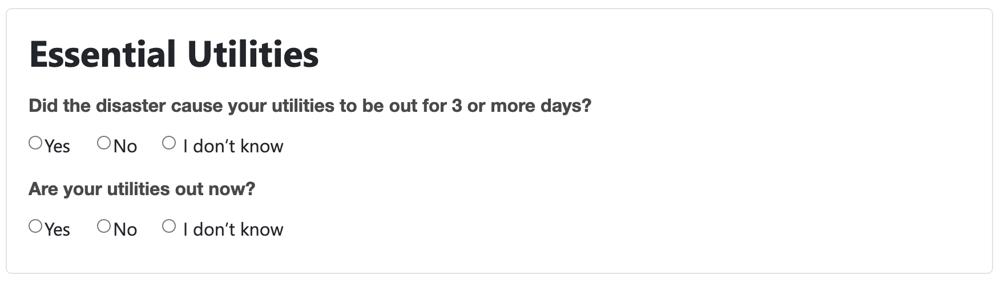 Essential Utilities
Did the disaster cause your utilities to be out for 3 or more days?
Yes No I don’t know
Are your utilities out now?
Yes No I don’t know